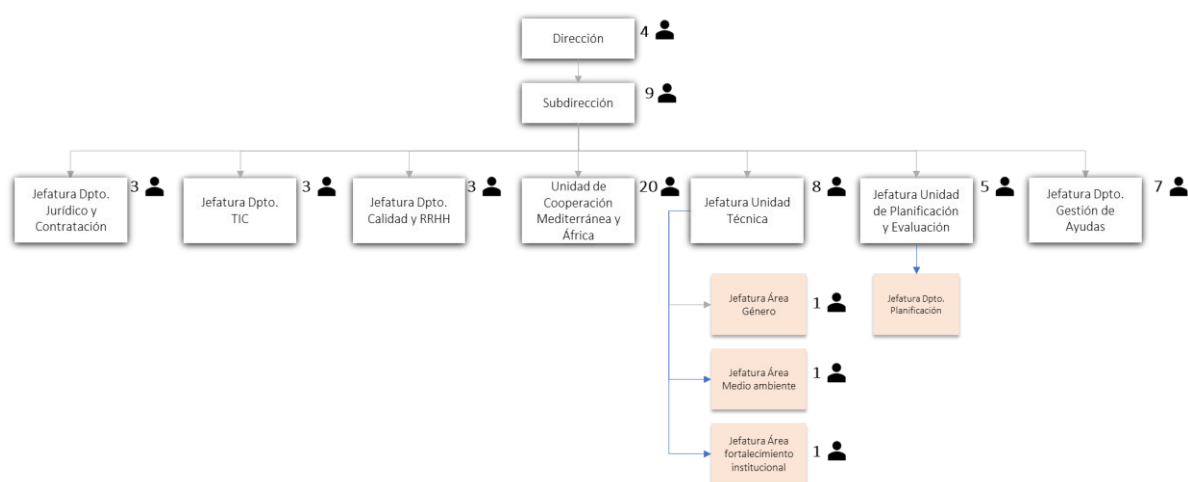 Dirección
4
Subdirección
9
Jefatura Dpto.
Jurídico y
Contratación
3
Jefatura Dpto.
TIC
3
Jefatura Dpto.
Calidad y RRHH
3
Unidad de
Cooperación
Mediterránea y
África
20
Jefatura Unidad
Técnica
8
Jefatura Unidad
de Planificación
y Evaluación
5
Jefatura Dpto.
Gestión de
Ayudas
7
Jefatura Área
Género
1
Jefatura Dpto.
Planificación
Jefatura Área
Medio ambiente
1
Jefatura Área
fortalecimiento
institucional
1